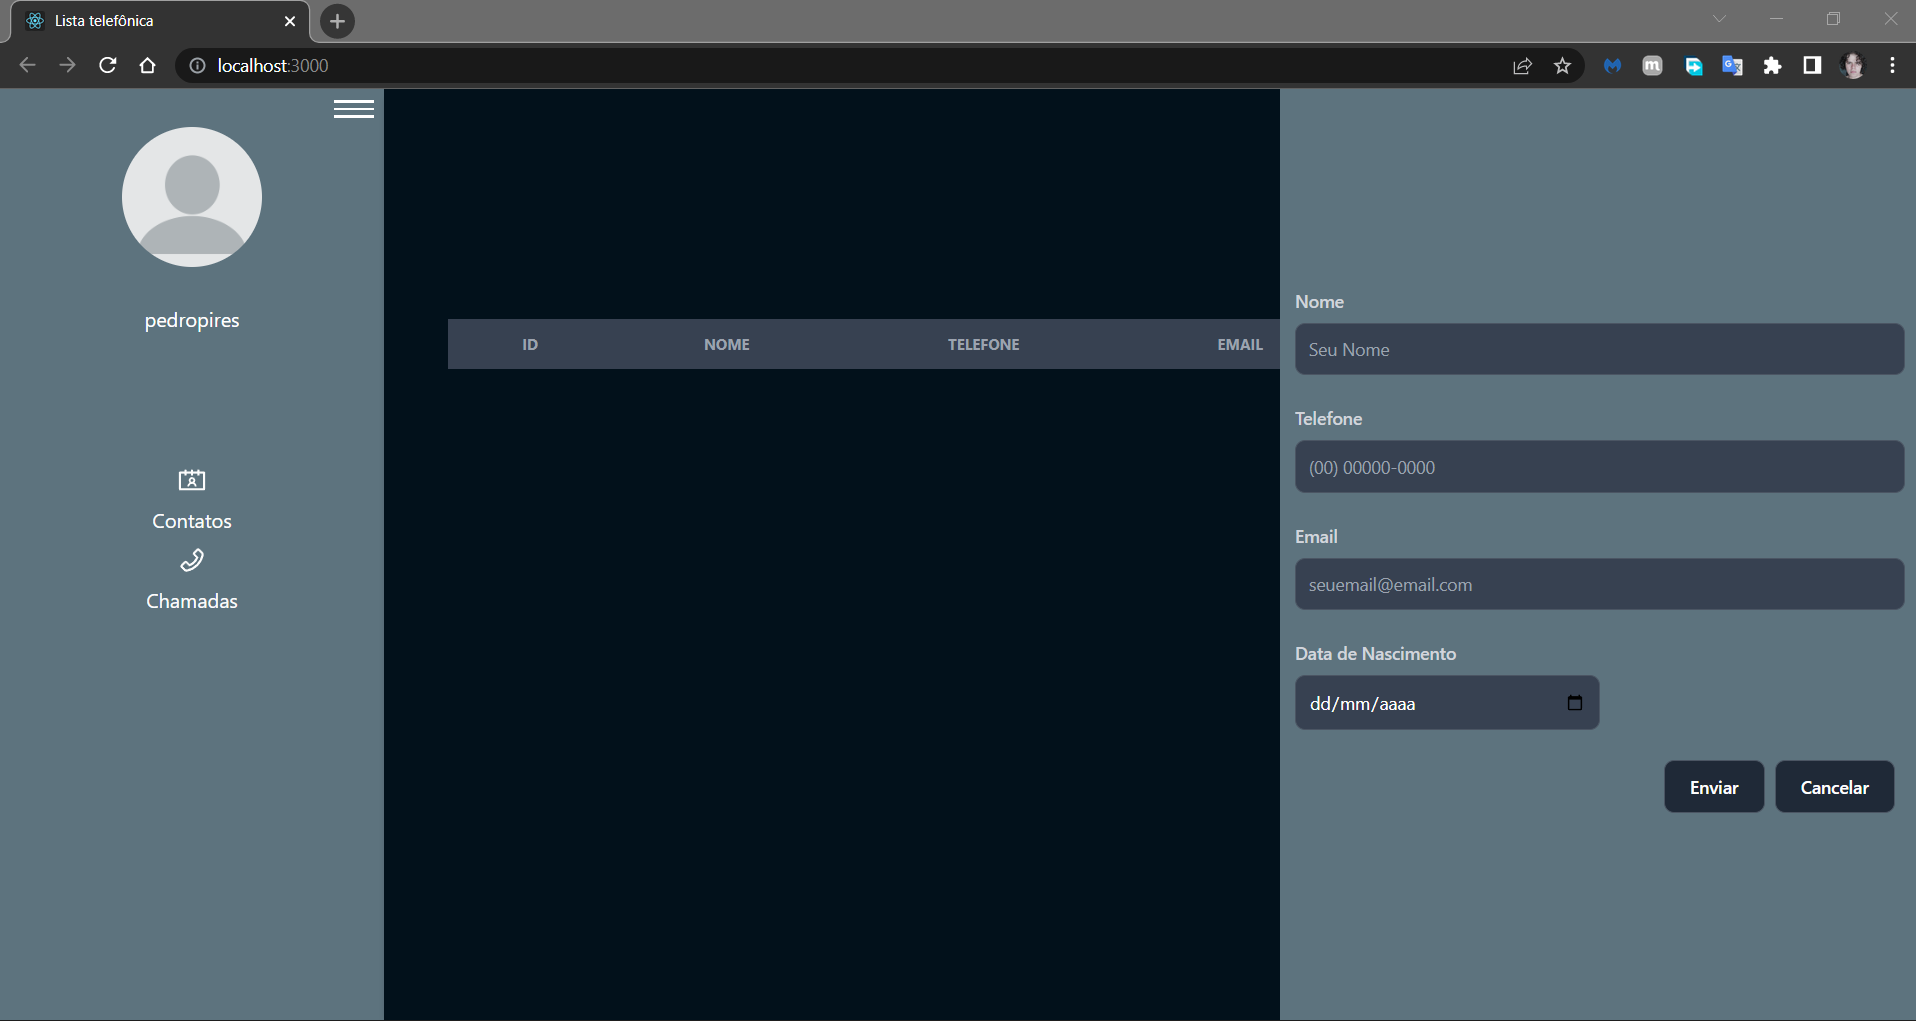 Lista telefônica
localhost:3000
pedropires
Contatos
Chamadas
ID NOME TELEFONE EMAIL
Nome
Seu Nome
Telefone
(00) 00000-0000
Email
seuemail@email.com
Data de Nascimento
dd/mm/aaaa
Enviar Cancelar